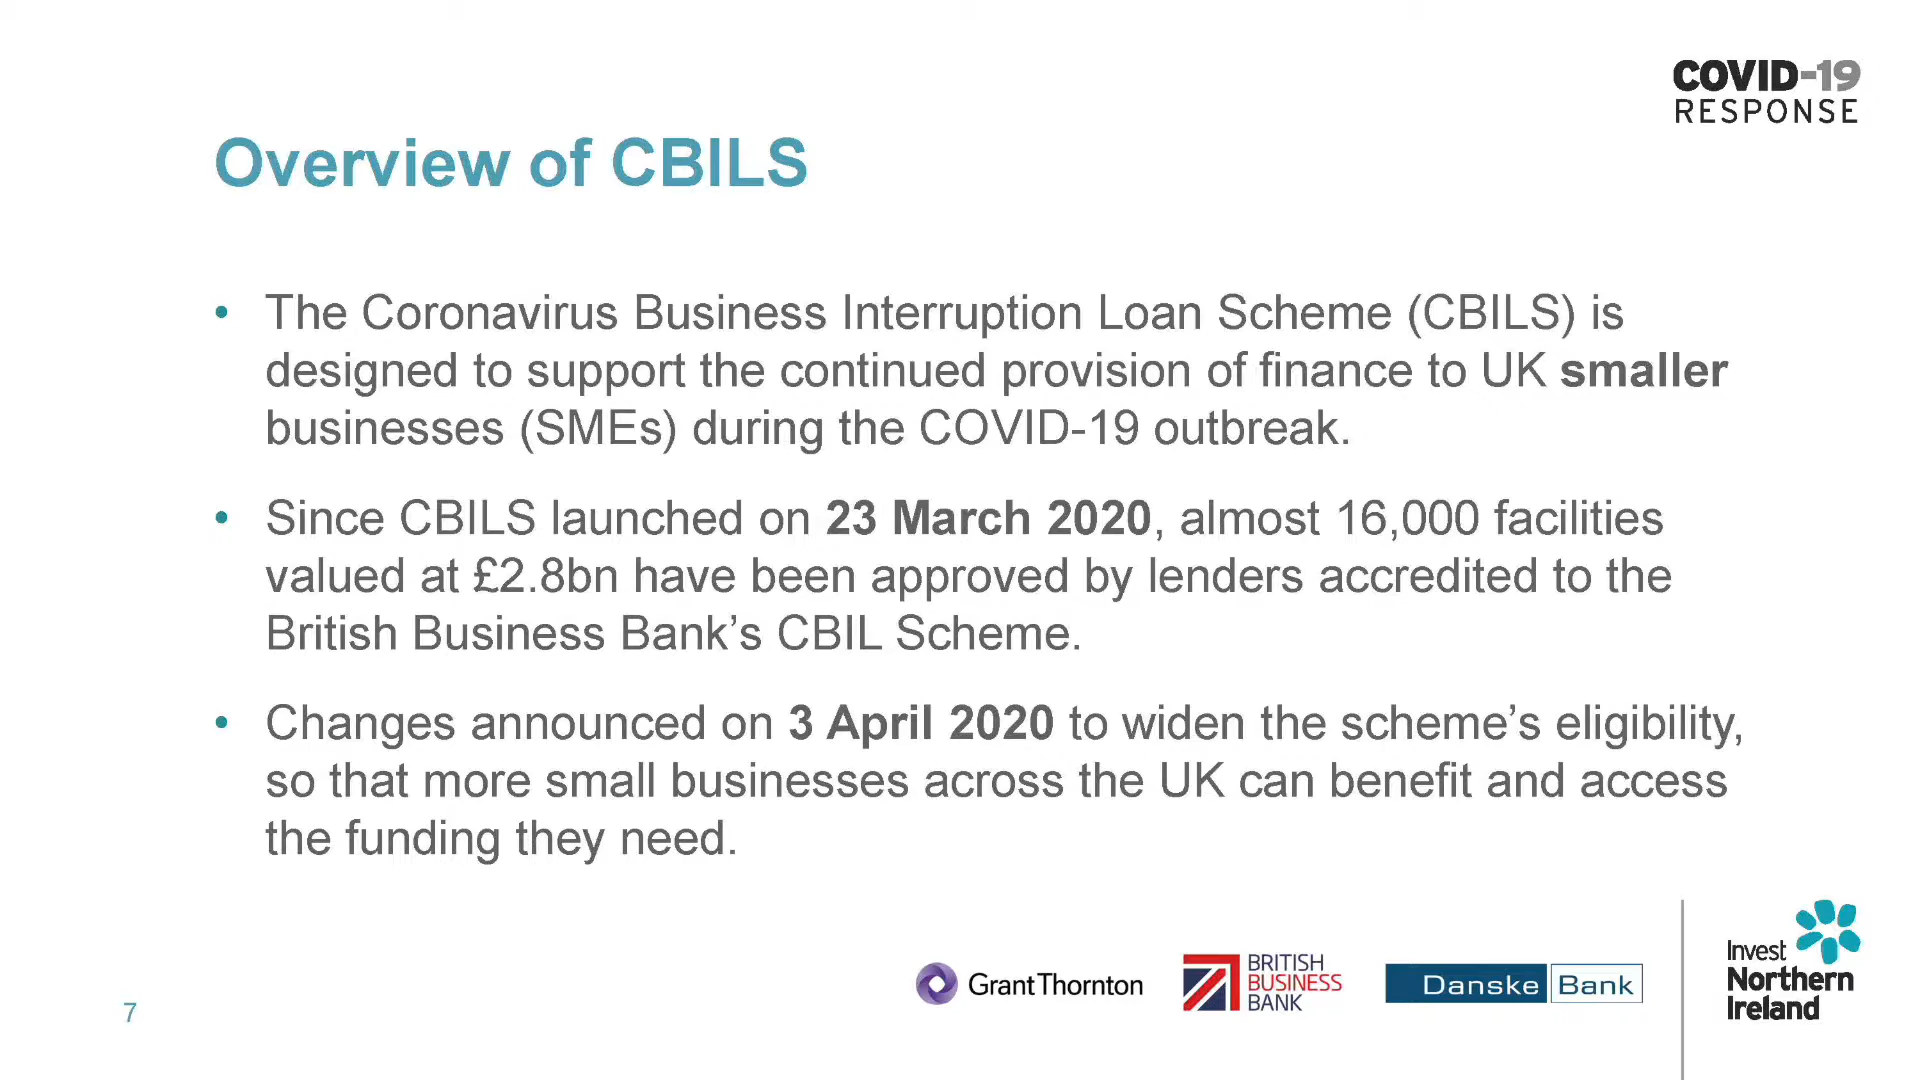 COVID-19
RESPONSE
Overview of CBILS
• The Coronavirus Business Interruption Loan Scheme (CBILS) is
designed to support the continued provision of finance to UK smaller
businesses (SMEs) during the COVID-19 outbreak.
• Since CBILS launched on 23 March 2020, almost 16,000 facilities
valued at £2.8bn have been approved by lenders accredited to the
British Business Bank’s CBIL Scheme.
• Changes announced on 3 April 2020 to widen the scheme’s eligibility,
so that more small businesses across the UK can benefit and access
the funding they need.
7
Grant Thornton
BRITISH
BUSINESS
BANK
Danske Bank
Invest
Northern
Ireland